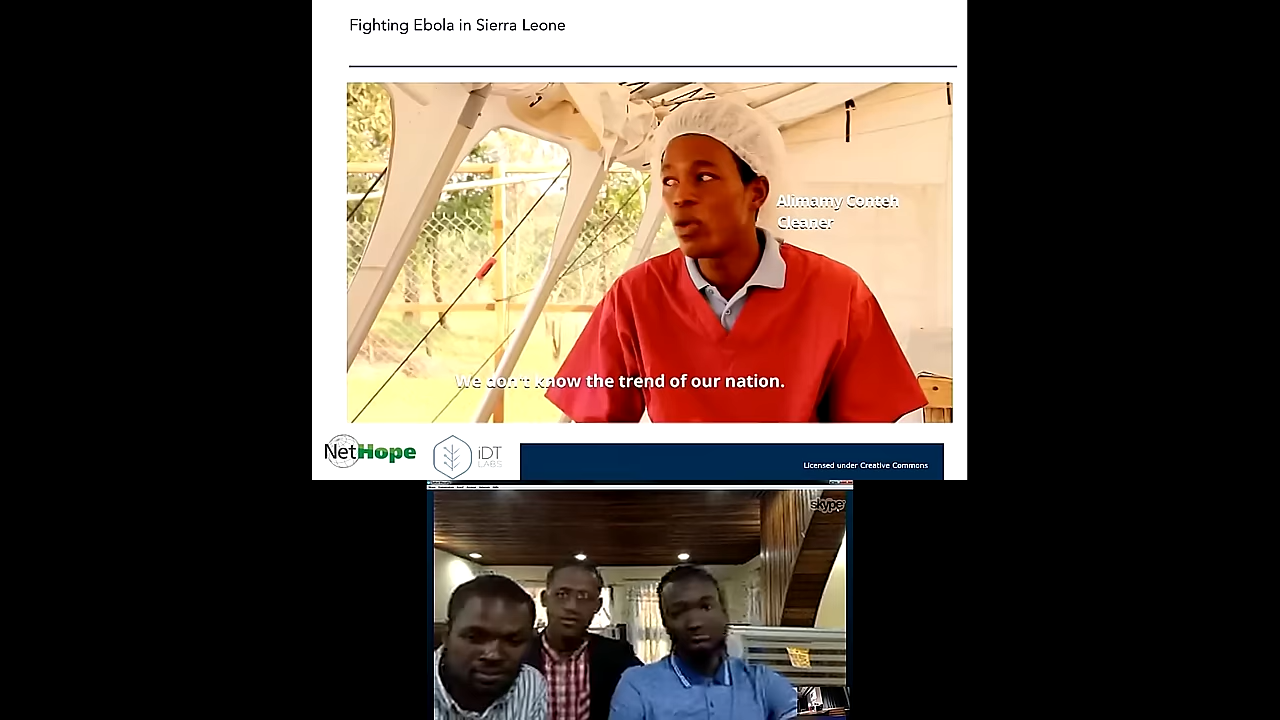 Fighting Ebola in Sierra Leone
Alimamy Conteh
Cleaner
We don't know the trend of our nation.
NetHope
iDT
LABS
Licensed under Creative Commons
skype